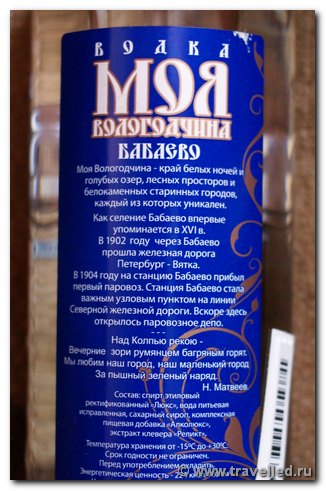 ВОДКА
МОЯ
ВОЛОГОДЧИНА
БАБАЕВО
Моя Вологодчина - край белых ночей и
голубых озер, лесных просторов и
белокаменных старинных городов,
каждый из которых уникален.
Как селение Бабаево впервые
упоминается в XVI в.
В 1902 году через Бабаево
прошла железная дорога
Петербург - Вятка.
В 1904 году на станцию Бабаево прибыл
первый паровоз. Станция Бабаево стала
важным узловым пунктом на линии
Северной железной дороги. Вскоре здесь
открылось паровозное депо.
Над Колпью рекою -
Вечерние зори румянцем багряным горят.
Мы любим наш город, наш маленький город
За пышный зеленый наряд.
Н. Матвеев.
Состав: спирт этиловый
ректификованный «Люкс», вода питьевая
исправленная, сахарный сироп, комплексная
пищевая добавка «Алколюкс»,
экстракт клевера «Реликт».
Температура хранения от -15°C до +30°C.
Срок годности не ограничен.
Перед употреблением охладить.
Энергетическая ценность - 224 ккал
www.travelled.ru